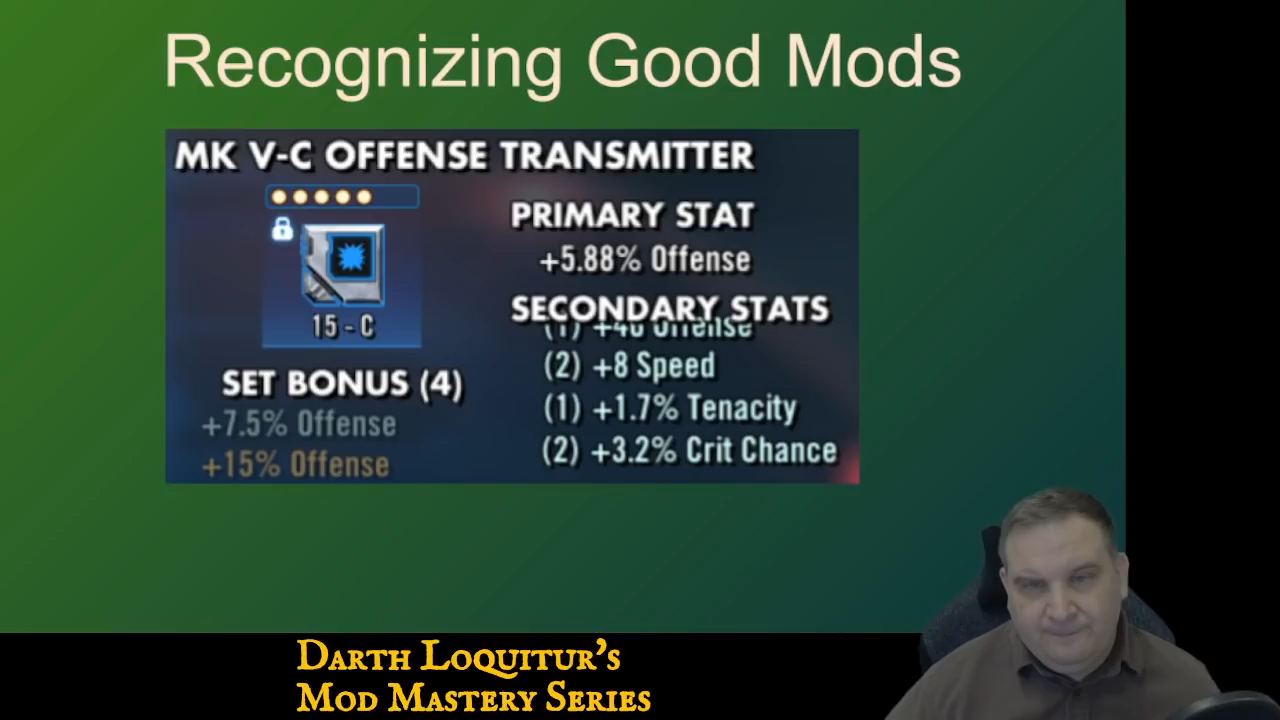 Recognizing Good Mods
MK V-C OFFENSE TRANSMITTER
15 - C
SET BONUS (4)
+7.5% Offense
+15% Offense
PRIMARY STAT
+5.88% Offense
SECONDARY STATS
(1) Offense
(2) +8 Speed
(1) +1.7% Tenacity
(2) +3.2% Crit Chance
Darth Loquitur's
Mod Mastery Series